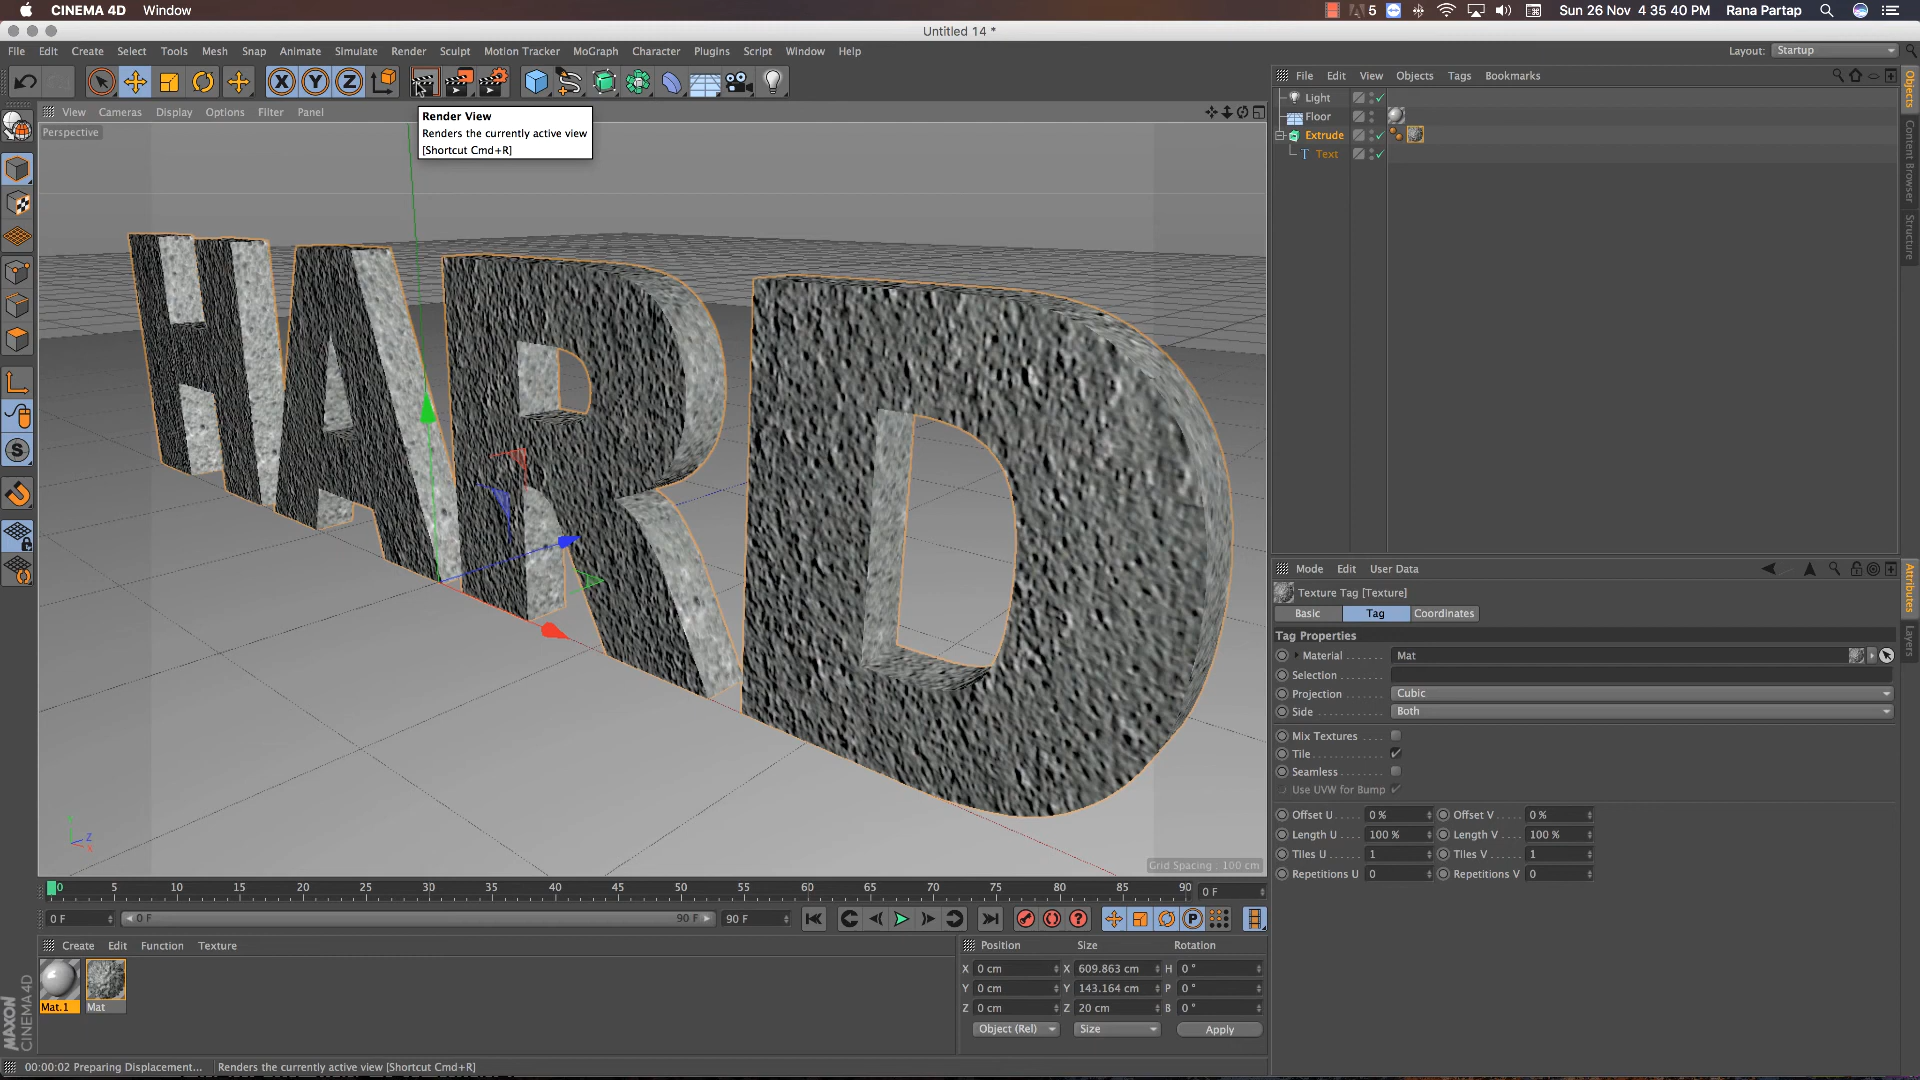 CINEMA 4D Window
5 Sun 26 Nov 4 35 40 PM Rana Partap
Untitled 14 *
File Edit Create Select Tools Mesh Snap Animate Simulate Render Sculpt Motion Tracker MoGraph Character Plugins Script Window Help Layout: Startup
X Y Z
File Edit View Objects Tags Bookmarks
View Cameras Display Options Filter Panel
Perspective
Render View
Renders the currently active view
[Shortcut Cmd+R]
Light
Floor
Extrude
Text
Objects
Content Browser
Structure
HARD
Y
Z
X
Grid Spacing : 100 cm
Mode Edit User Data
Texture Tag [Texture]
Basic Tag Coordinates
Tag Properties
Material Mat
Selection
Projection Cubic
Side Both
Mix Textures
Tile
Seamless
Use UVW for Bump
Offset U 0 % Offset V 0 %
Length U 100 % Length V 100 %
Tiles U 1 Tiles V 1
Repetitions U 0 Repetitions V 0
Attributes
Layers
0 5 10 15 20 25 30 35 40 45 50 55 60 65 70 75 80 85 90 0 F
0 F 0 F 90 F 90 F
Create Edit Function Texture
Mat.1 Mat
Position Size Rotation
X 0 cm X 609.863 cm H 0 °
Y 0 cm Y 143.164 cm P 0 °
Z 0 cm Z 20 cm B 0 °
Object (Rel) Size Apply
MAXON
CINEMA 4D
00:00:02 Preparing Displacement... Renders the currently active view [Shortcut Cmd+R]